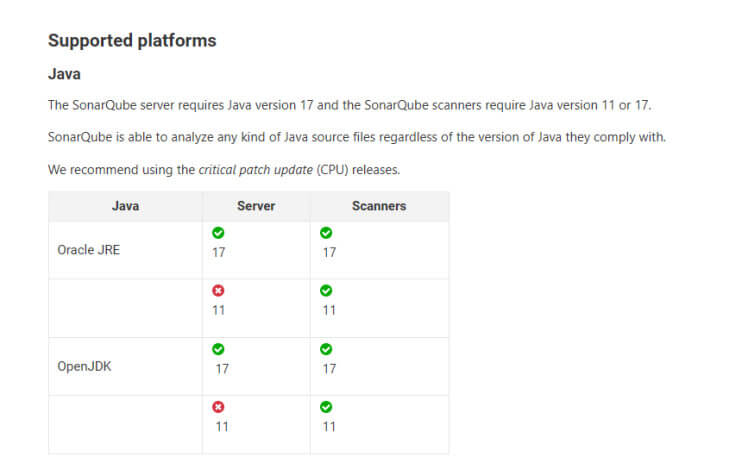 Supported platforms
Java
The SonarQube server requires Java version 17 and the SonarQube scanners require Java version 11 or 17.
SonarQube is able to analyze any kind of Java source files regardless of the version of Java they comply with.
We recommend using the critical patch update (CPU) releases.
Java Server Scanners
Oracle JRE 17 17
11 11
OpenJDK 17 17
11 11